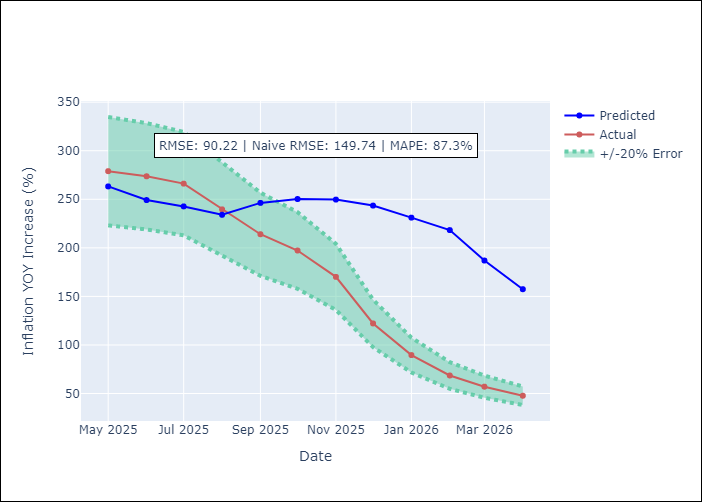 RMSE: 90.22 | Naive RMSE: 149.74 | MAPE: 87.3%
Predicted
Actual
+/-20% Error
Inflation YOY Increase (%)
350
300
250
200
150
100
50
May 2025
Jul 2025
Sep 2025
Nov 2025
Jan 2026
Mar 2026
Date